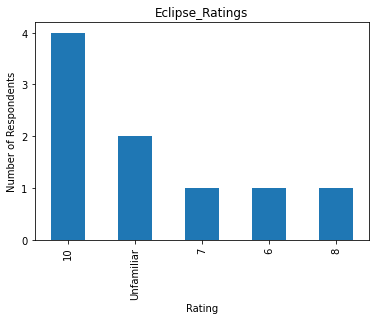 Eclipse_Ratings
Number of Respondents
4
3
2
1
0
10
Unfamiliar
7
6
8
Rating